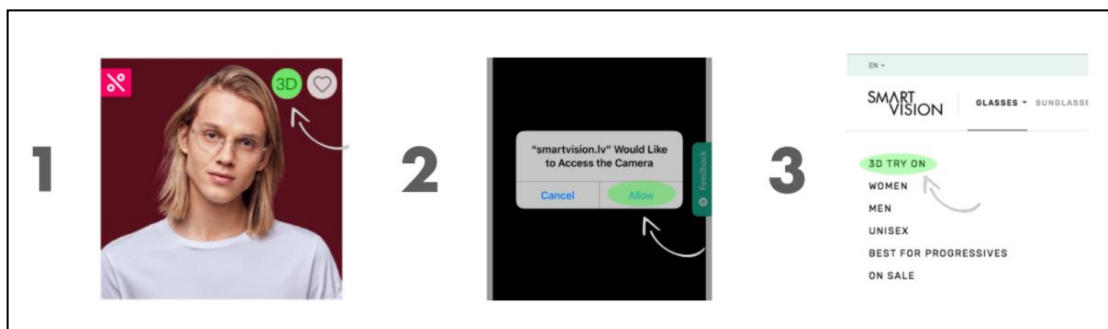 1
3D
2
"smartvision.lv" Would Like
to Access the Camera
Cancel
Allow
Feedback
3
EN
SMART
VISION
GLASSES
SUNGLASSE
3D TRY ON
WOMEN
MEN
UNISEX
BEST FOR PROGRESSIVES
ON SALE